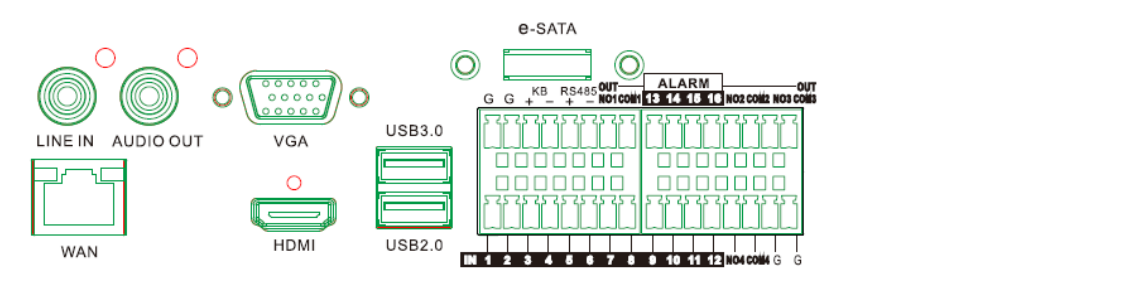 e-SATA
OUT ALARM OUT
KB RS485
G G + − + − NO1 COM1 13 14 15 16 NO2 COM2 NO3 COM3
LINE IN AUDIO OUT VGA
USB3.0
WAN
HDMI
USB2.0
IN 1 2 3 4 5 6 7 8 9 10 11 12 NO4 COM4 G G